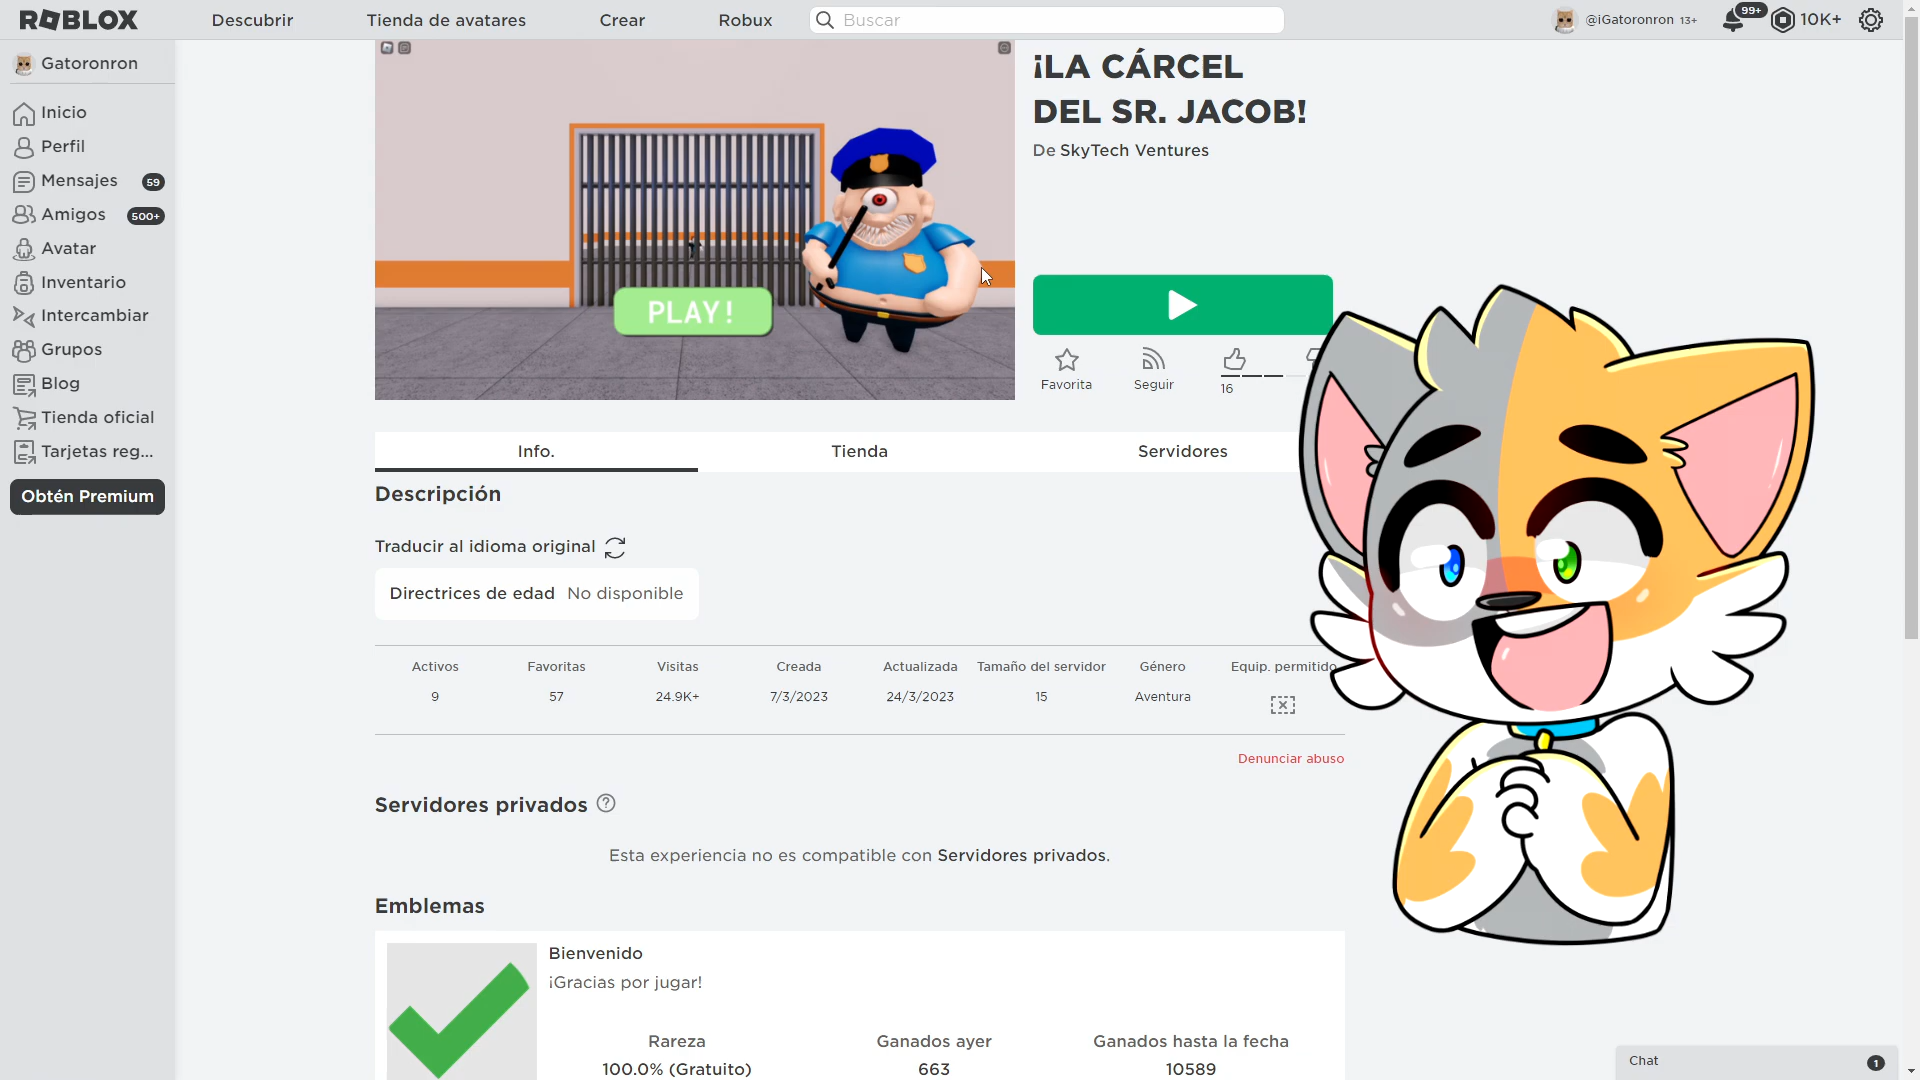 ROBLOX
Descubrir
Tienda de avatares
Crear
Robux
Buscar
@iGatoronron 13+
99+
10K+
Gatoronron
Inicio
Perfil
Mensajes 59
Amigos 500+
Avatar
Inventario
Intercambiar
Grupos
Blog
Tienda oficial
Tarjetas reg...
Obtén Premium
PLAY!
¡LA CÁRCEL
DEL SR. JACOB!
De SkyTech Ventures
Favorita
Seguir
16
Info.
Tienda
Servidores
Descripción
Traducir al idioma original
Directrices de edad No disponible
Activos Favoritas Visitas Creada Actualizada Tamaño del servidor Género Equip. permitido
9 57 24.9K+ 7/3/2023 24/3/2023 15 Aventura
Denunciar abuso
Servidores privados ?
Esta experiencia no es compatible con Servidores privados.
Emblemas
Bienvenido
¡Gracias por jugar!
Rareza Ganados ayer Ganados hasta la fecha
100.0% (Gratuito) 663 10589
Chat 1